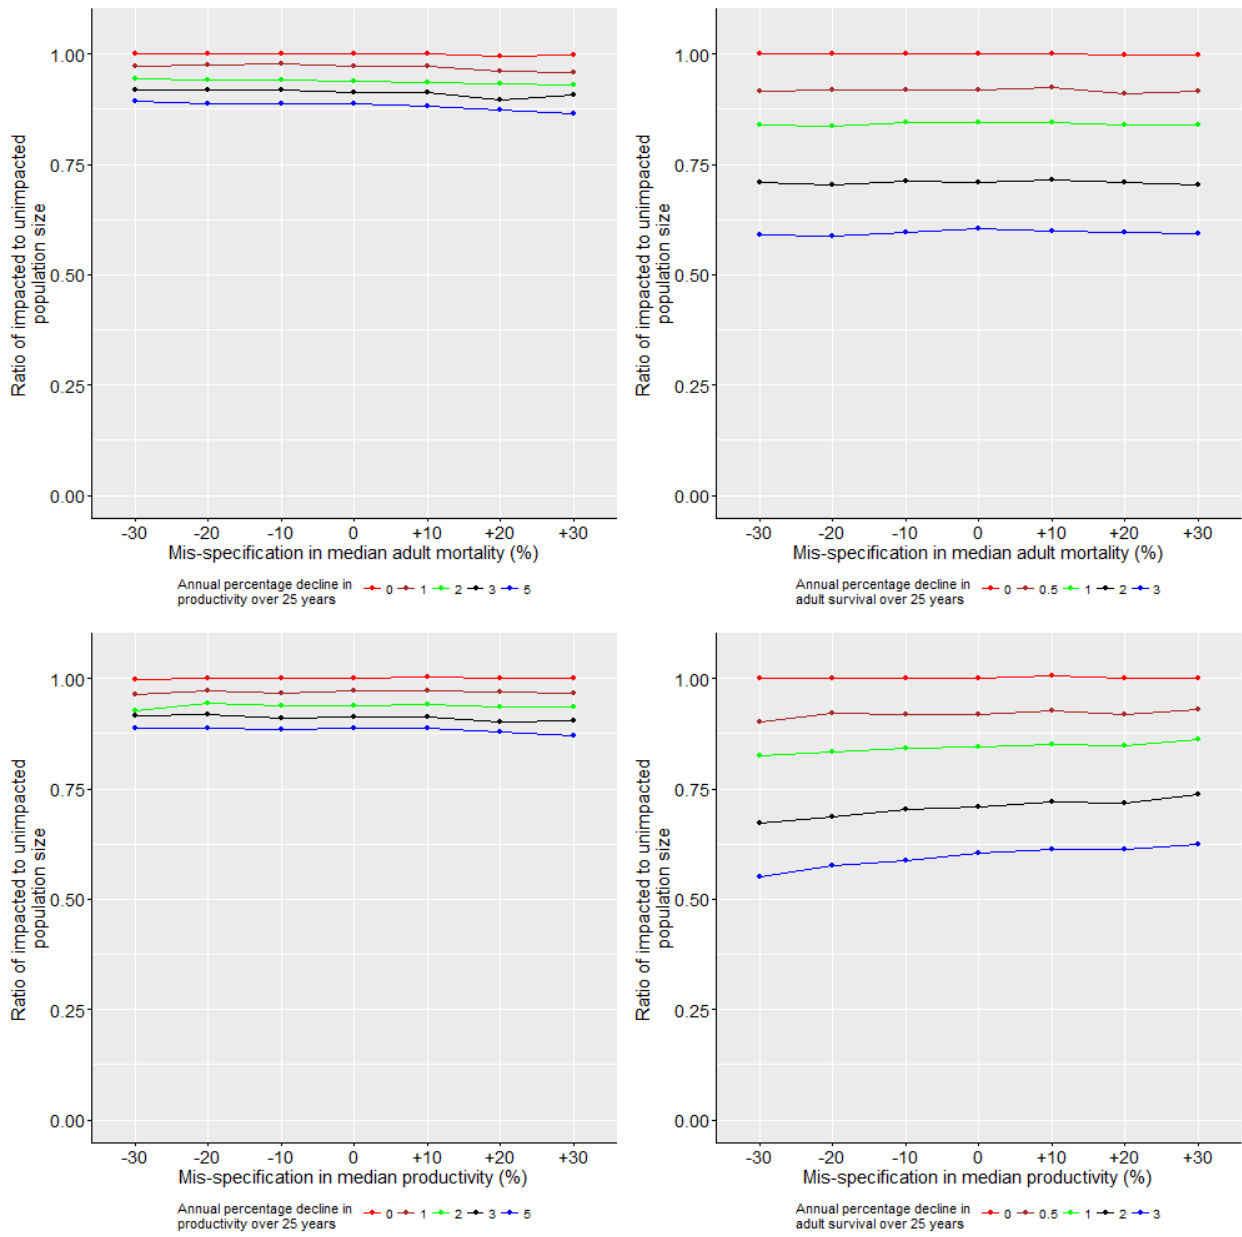 Ratio of impacted to unimpacted
population size
1.00
0.75
0.50
0.25
0.00
-30 -20 -10 0 +10 +20 +30
Mis-specification in median adult mortality (%)
Annual percentage decline in
productivity over 25 years
0 1 2 3 5
Ratio of impacted to unimpacted
population size
1.00
0.75
0.50
0.25
0.00
-30 -20 -10 0 +10 +20 +30
Mis-specification in median adult mortality (%)
Annual percentage decline in
adult survival over 25 years
0 0.5 1 2 3
Ratio of impacted to unimpacted
population size
1.00
0.75
0.50
0.25
0.00
-30 -20 -10 0 +10 +20 +30
Mis-specification in median productivity (%)
Annual percentage decline in
productivity over 25 years
0 1 2 3 5
Ratio of impacted to unimpacted
population size
1.00
0.75
0.50
0.25
0.00
-30 -20 -10 0 +10 +20 +30
Mis-specification in median productivity (%)
Annual percentage decline in
adult survival over 25 years
0 0.5 1 2 3